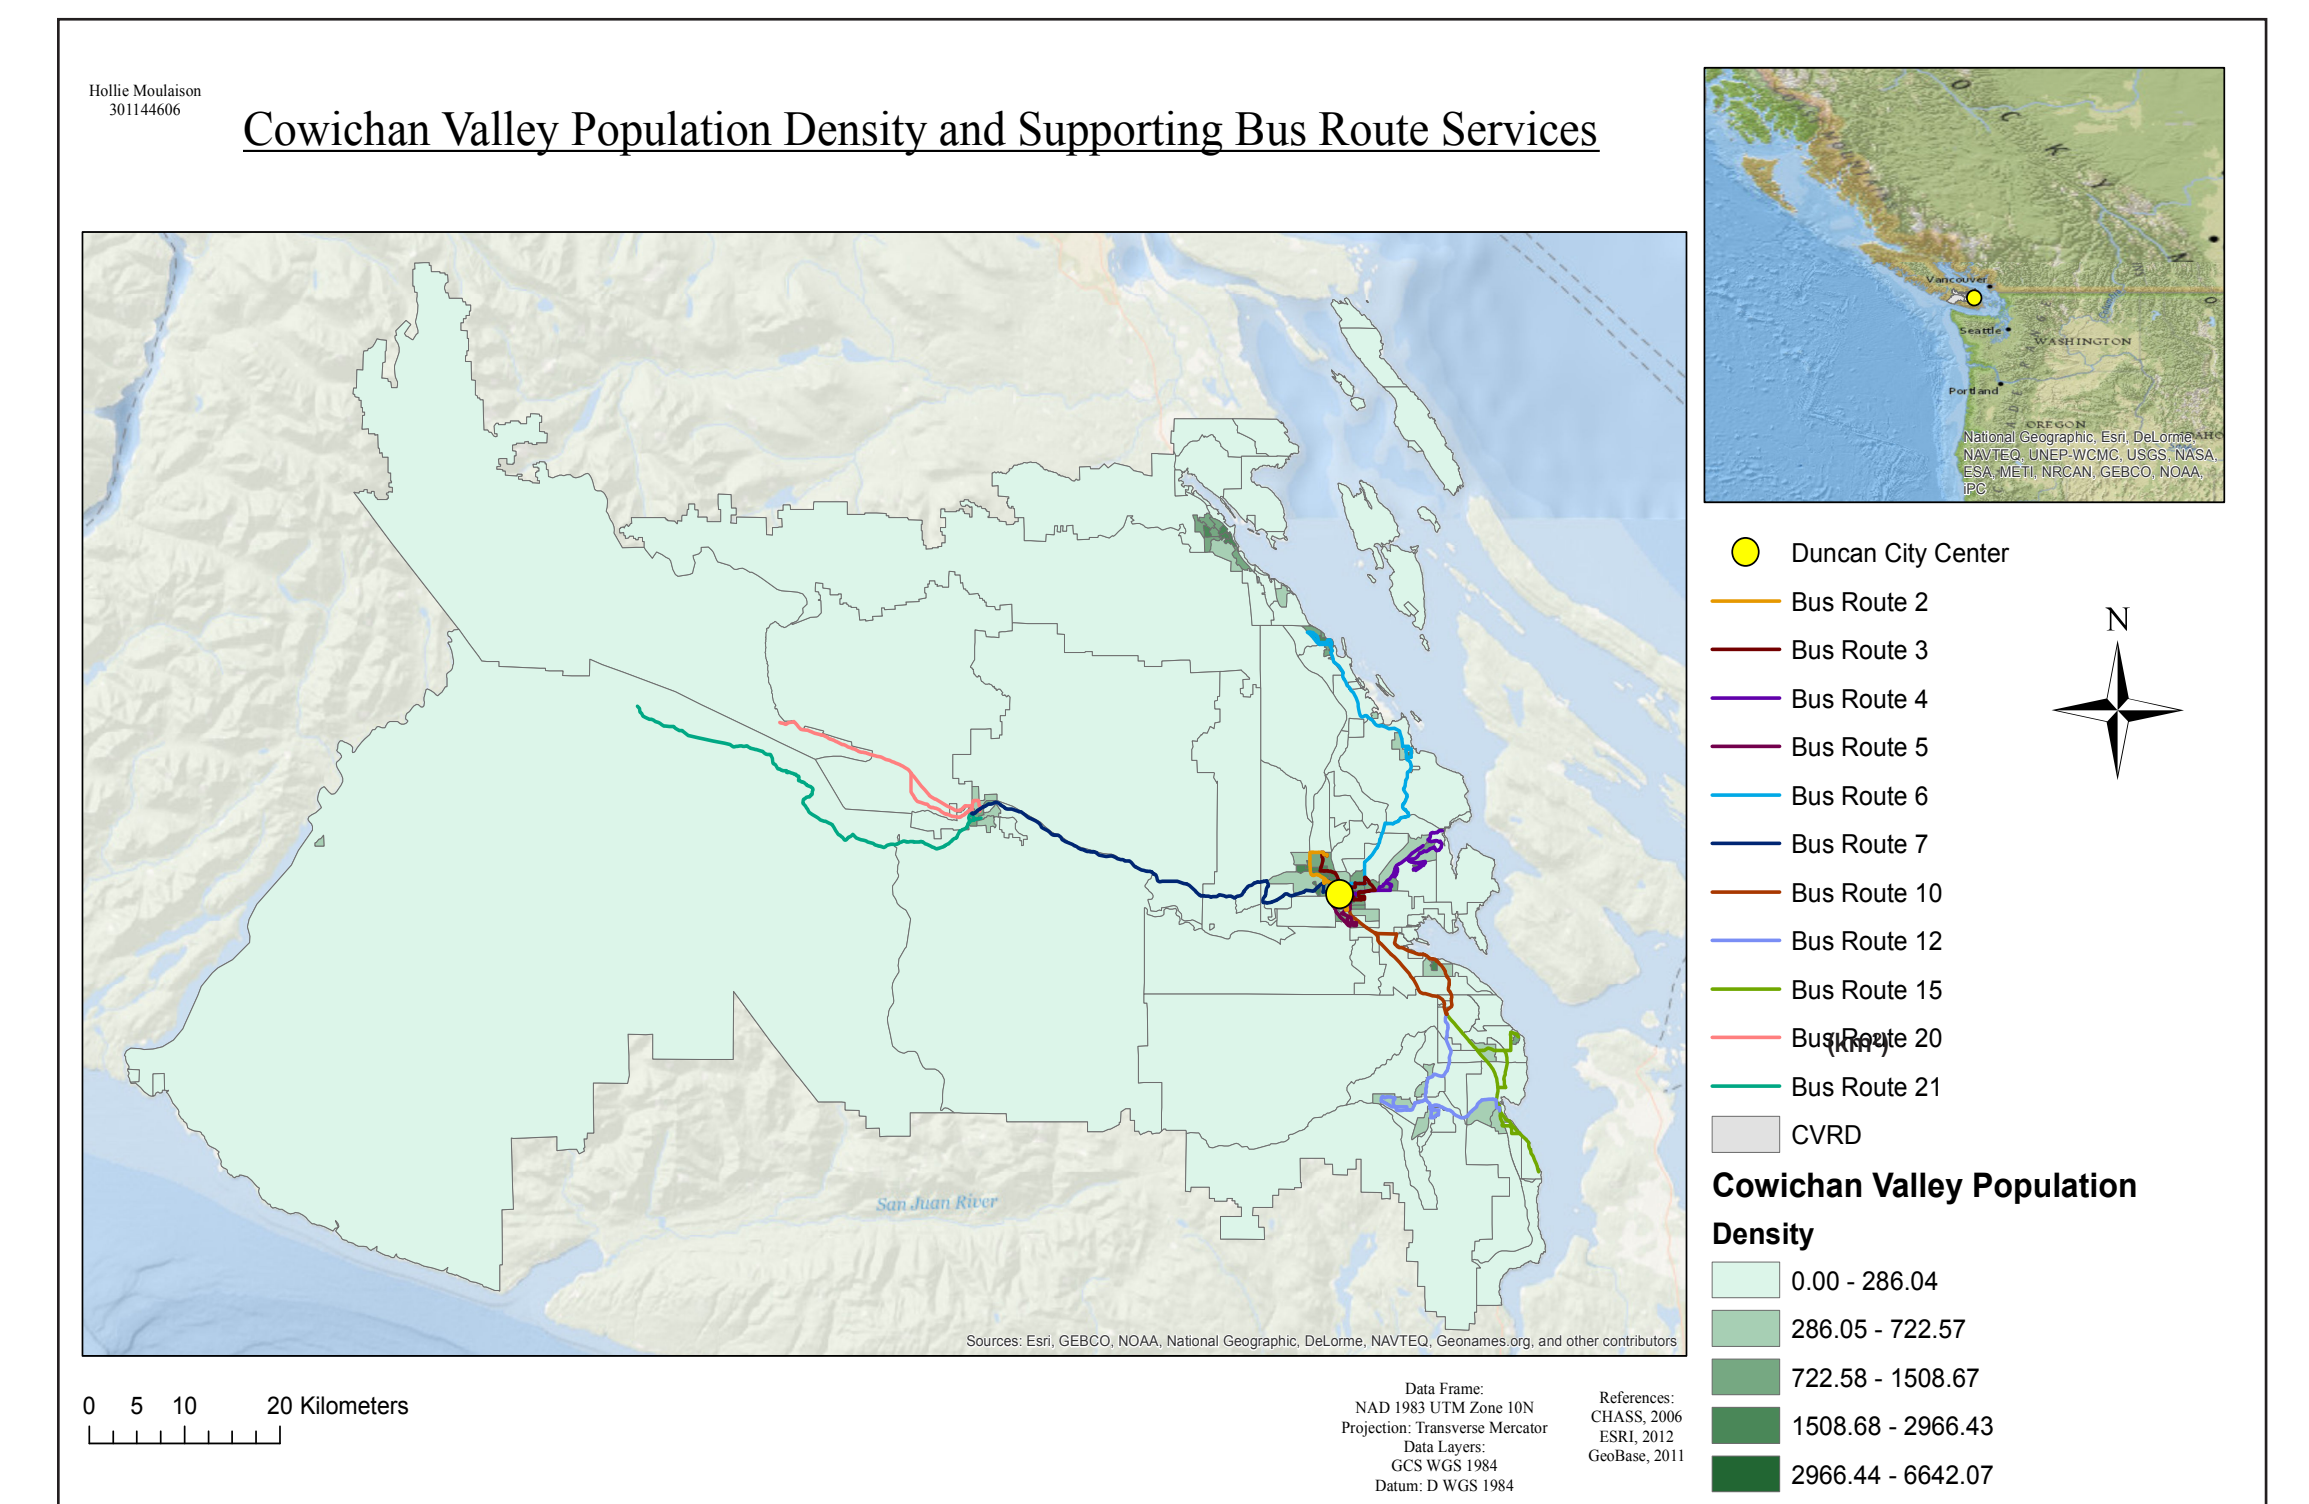 Hollie Moulaison
301144606
Cowichan Valley Population Density and Supporting Bus Route Services
Vancouver
Seattle
WASHINGTON
Portland
OREGON
National Geographic, Esri, DeLorme,
NAVTEQ, UNEP-WCMC, USGS, NASA,
ESA, METI, NRCAN, GEBCO, NOAA,
iPC
Duncan City Center
Bus Route 2
Bus Route 3
Bus Route 4
Bus Route 5
Bus Route 6
Bus Route 7
Bus Route 10
Bus Route 12
Bus Route 15
Bus Route 20
(km²)
Bus Route 21
CVRD
N
Cowichan Valley Population
Density
0.00 - 286.04
286.05 - 722.57
722.58 - 1508.67
1508.68 - 2966.43
2966.44 - 6642.07
San Juan River
Sources: Esri, GEBCO, NOAA, National Geographic, DeLorme, NAVTEQ, Geonames.org, and other contributors
0 5 10 20 Kilometers
Data Frame:
NAD 1983 UTM Zone 10N
Projection: Transverse Mercator
Data Layers:
GCS WGS 1984
Datum: D WGS 1984
References:
CHASS, 2006
ESRI, 2012
GeoBase, 2011